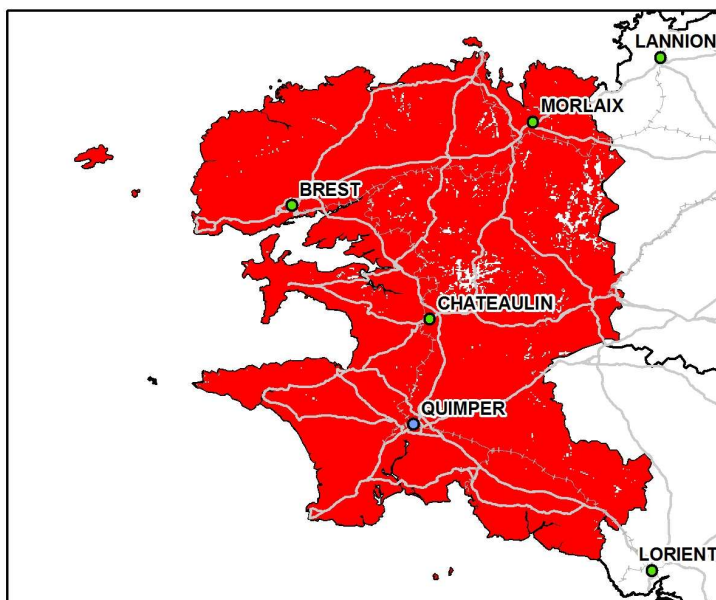 LANNION
MORLAIX
BREST
CHATEAULIN
QUIMPER
LORIENT